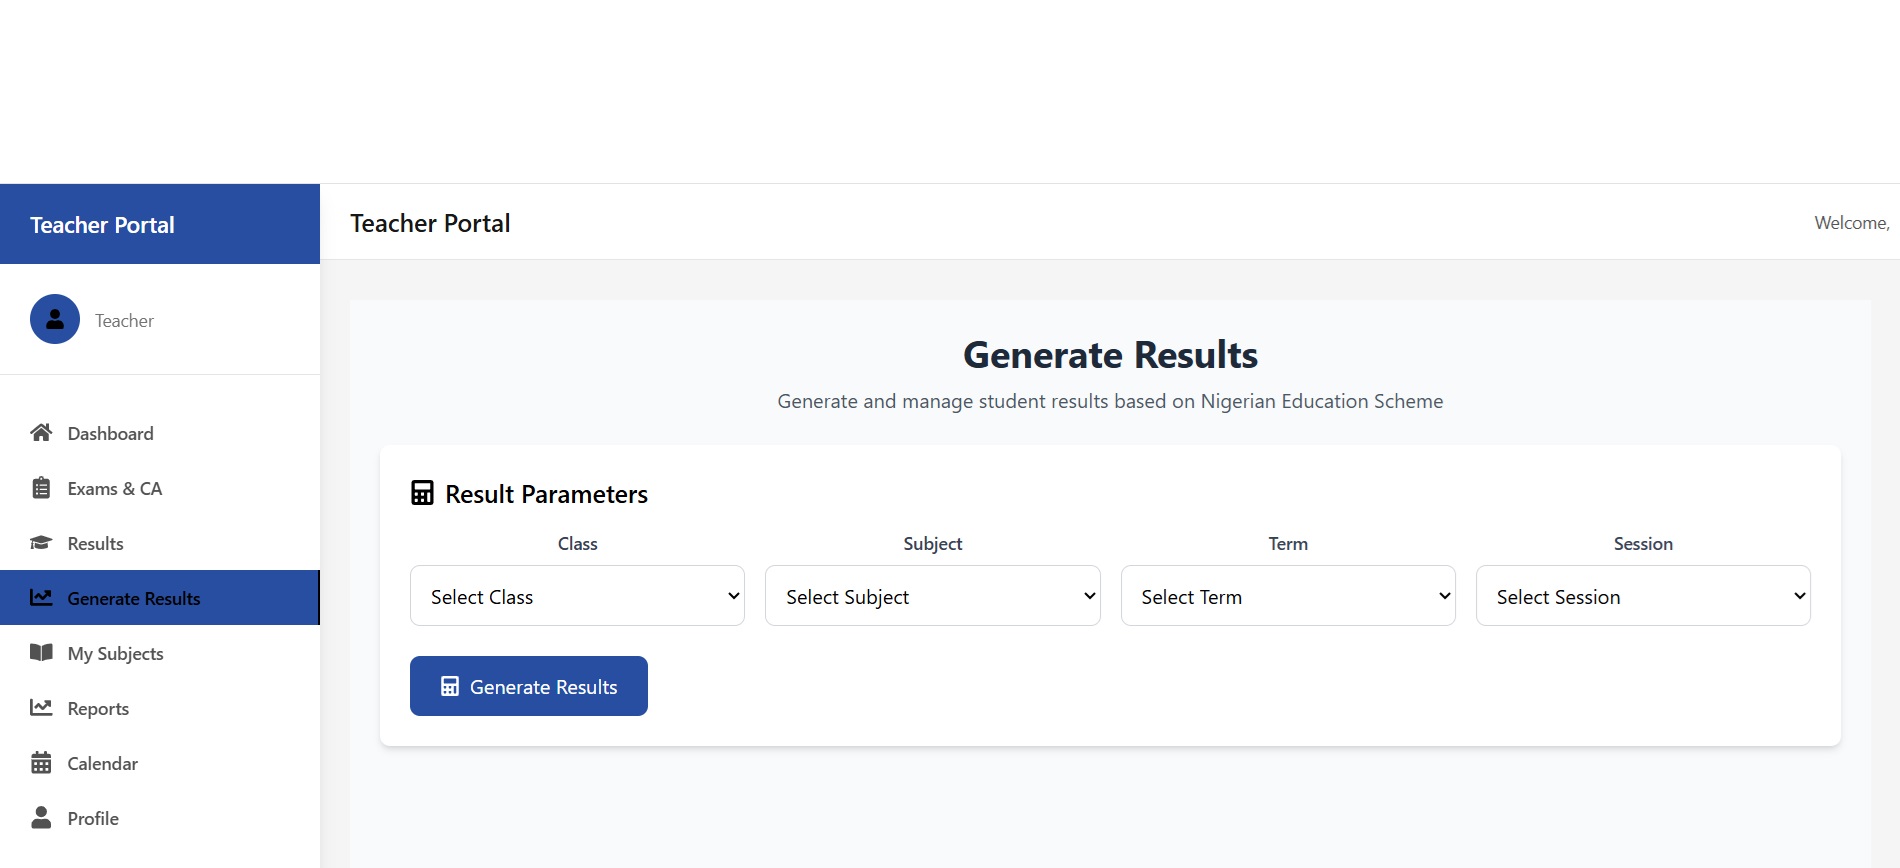 Teacher Portal
Teacher Portal
Welcome,
Teacher
Dashboard
Exams & CA
Results
Generate Results
My Subjects
Reports
Calendar
Profile
Generate Results
Generate and manage student results based on Nigerian Education Scheme
Result Parameters
Class
Subject
Term
Session
Select Class
Select Subject
Select Term
Select Session
Generate Results